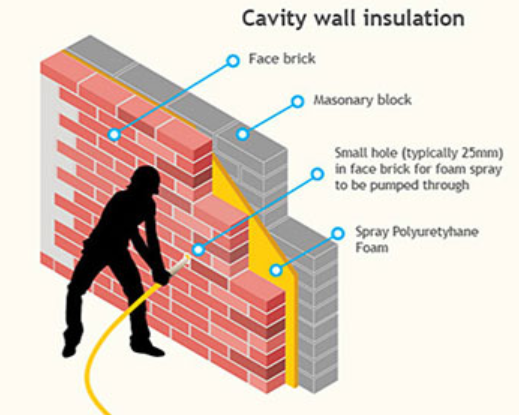 Cavity wall insulation
Face brick
Masonary block
Small hole (typically 25mm)
in face brick for foam spray
to be pumped through
Spray Polyuretyhane
Foam